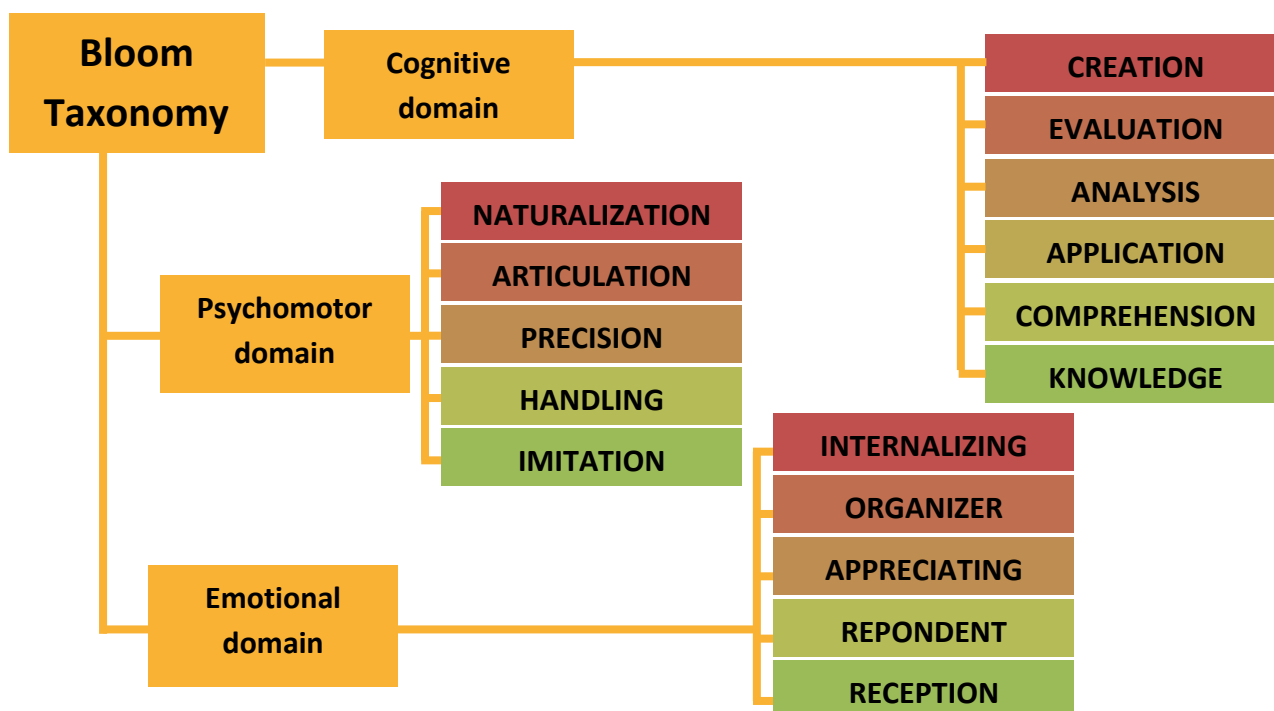 Bloom
Taxonomy
Cognitive
domain
CREATION
EVALUATION
ANALYSIS
APPLICATION
COMPREHENSION
KNOWLEDGE
Psychomotor
domain
NATURALIZATION
ARTICULATION
PRECISION
HANDLING
IMITATION
Emotional
domain
INTERNALIZING
ORGANIZER
APPRECIATING
REPONDENT
RECEPTION